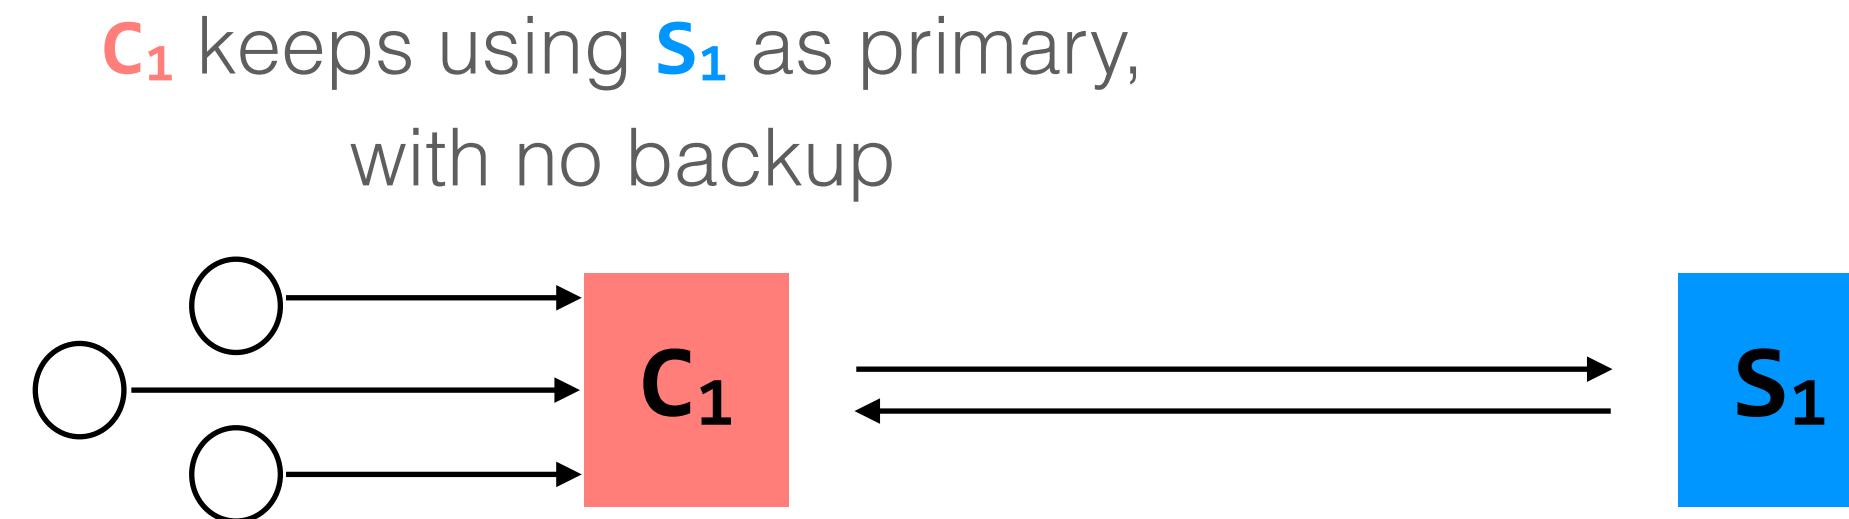 C₁ keeps using S₁ as primary,
with no backup
C₁
S₁